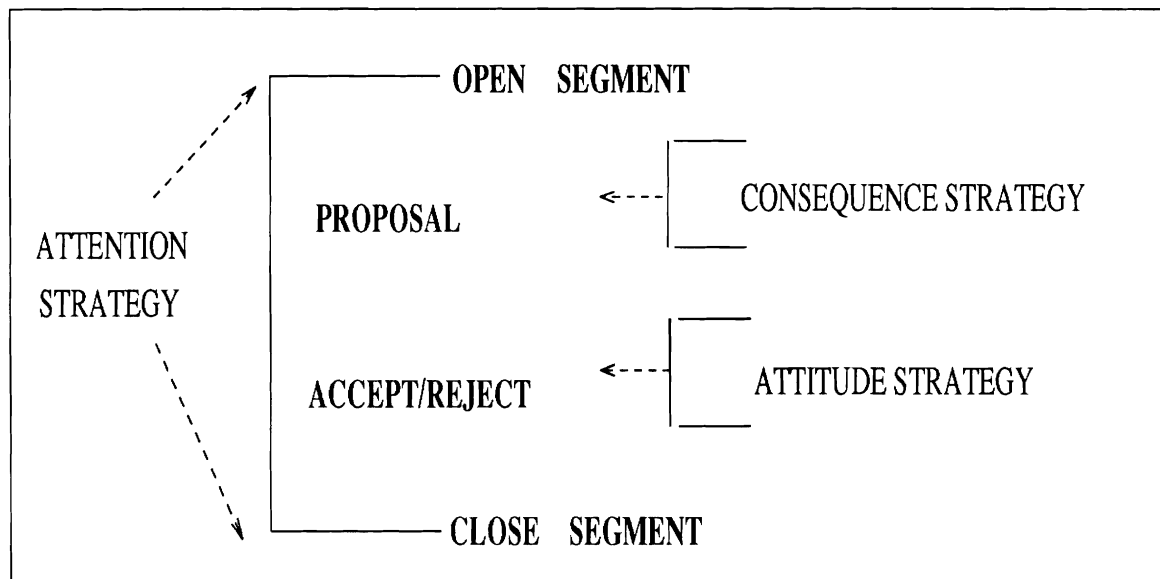 OPEN SEGMENT
CONSEQUENCE STRATEGY
PROPOSAL
ATTENTION
STRATEGY
ATTITUDE STRATEGY
ACCEPT/REJECT
CLOSE SEGMENT